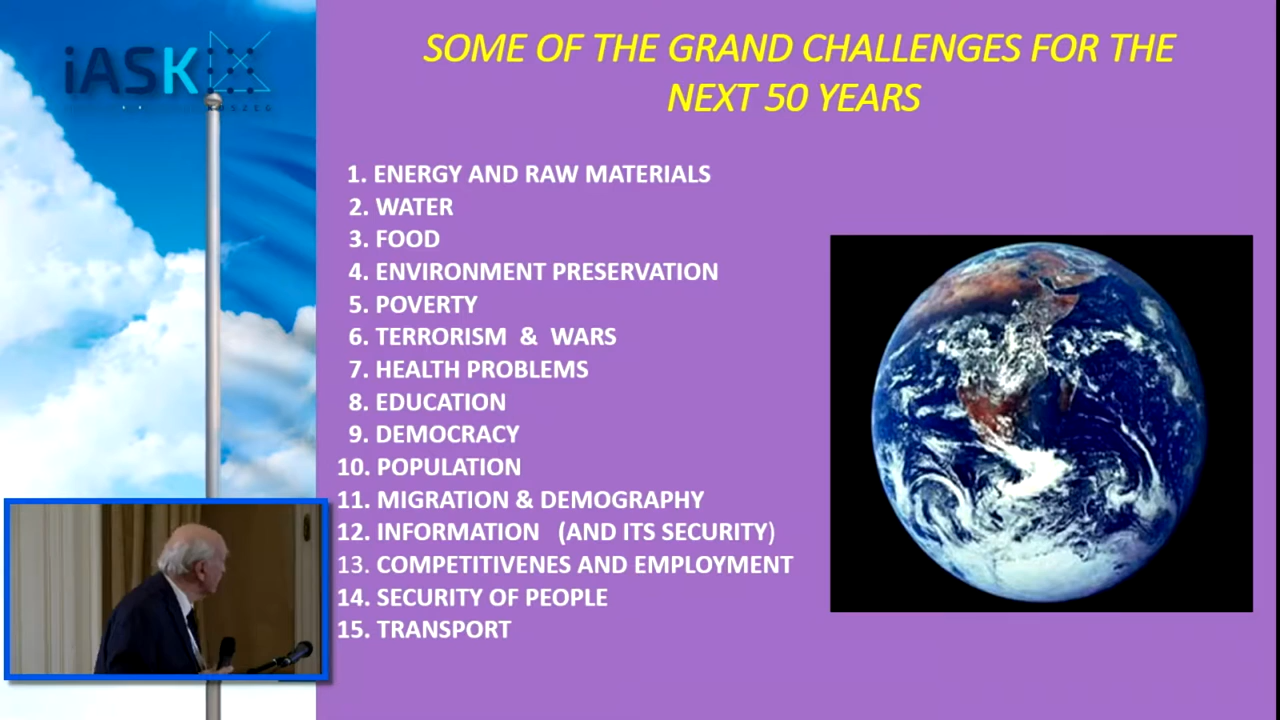 iASK
KOSZEG
SOME OF THE GRAND CHALLENGES FOR THE
NEXT 50 YEARS
1. ENERGY AND RAW MATERIALS
2. WATER
3. FOOD
4. ENVIRONMENT PRESERVATION
5. POVERTY
6. TERRORISM & WARS
7. HEALTH PROBLEMS
8. EDUCATION
9. DEMOCRACY
10. POPULATION
11. MIGRATION & DEMOGRAPHY
12. INFORMATION (AND ITS SECURITY)
13. COMPETITIVENES AND EMPLOYMENT
14. SECURITY OF PEOPLE
15. TRANSPORT